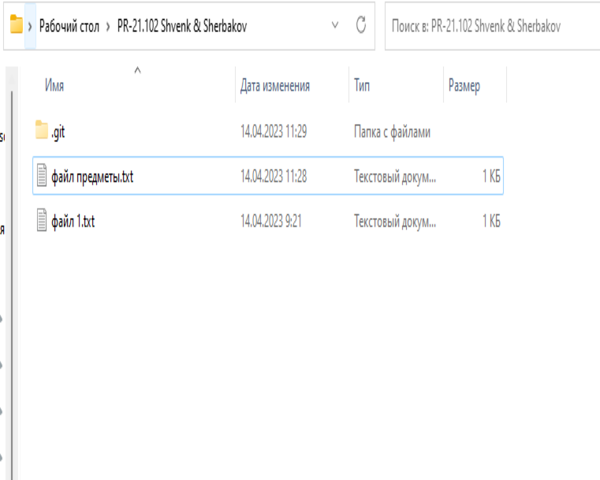 Рабочий стол > PR-21.102 Shvenk & Sherbakov
Поиск в: PR-21.102 Shvenk & Sherbakov
Имя Дата изменения Тип Размер
.git 14.04.2023 11:29 Папка с файлами
файл предметы.txt 14.04.2023 11:28 Текстовый докум... 1 КБ
файл 1.txt 14.04.2023 9:21 Текстовый докум... 1 КБ